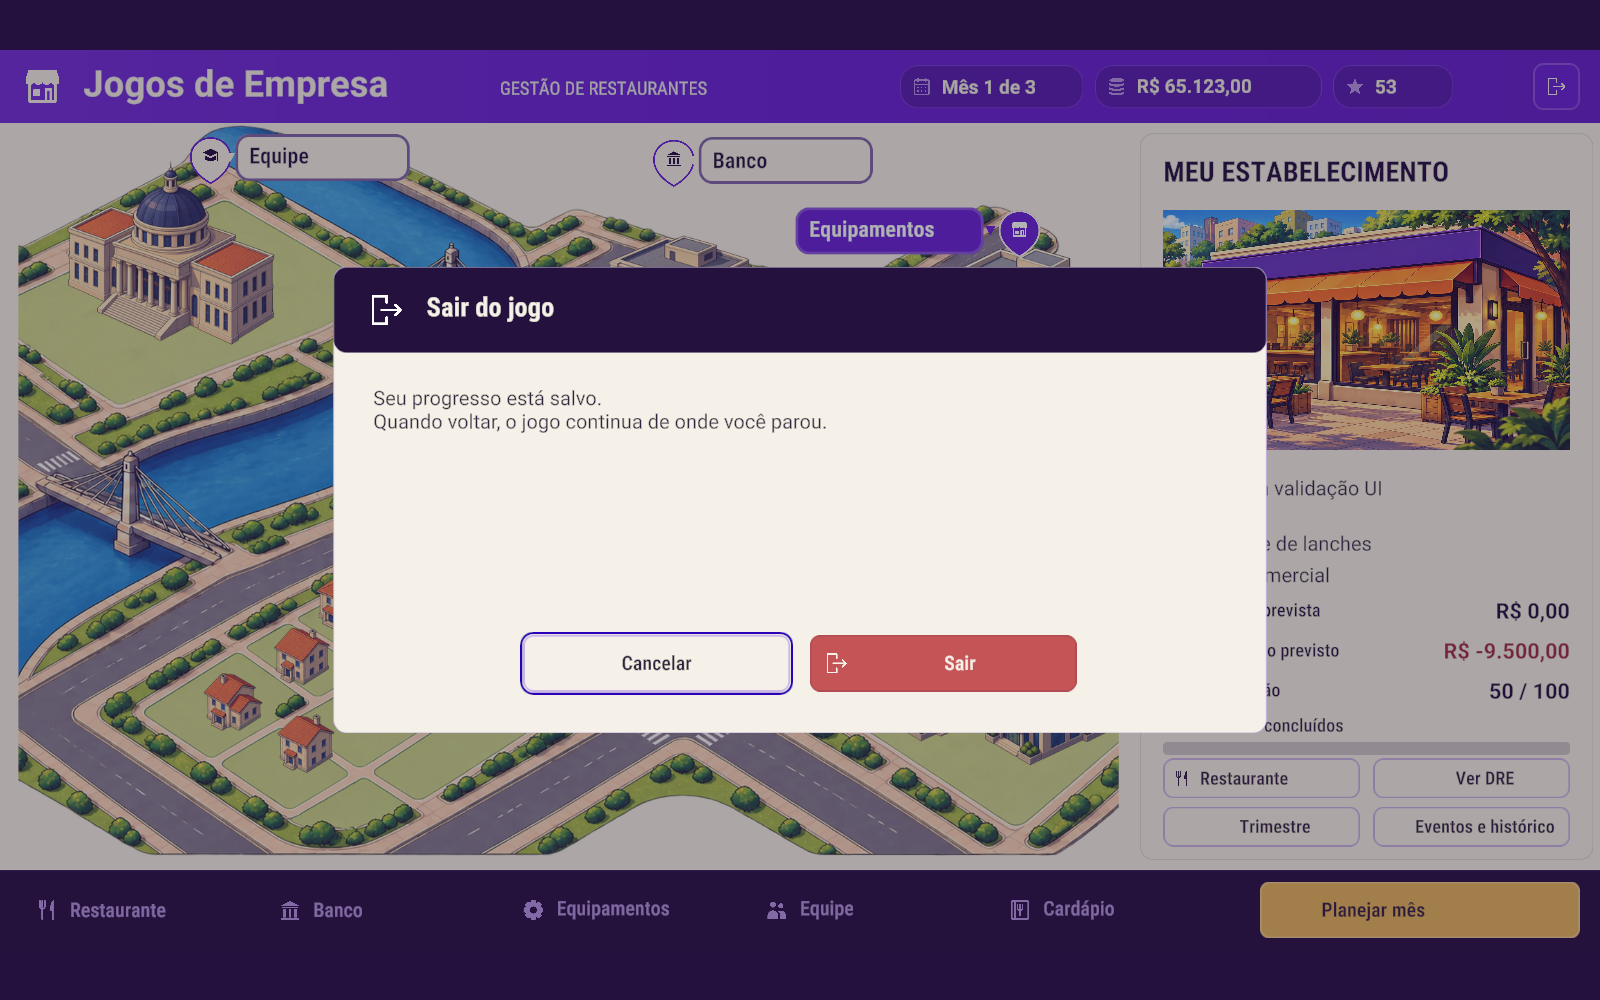 Jogos de Empresa
GESTÃO DE RESTAURANTES
Mês 1 de 3
R$ 65.123,00
53
Equipe
Banco
Equipamentos
MEU ESTABELECIMENTO
Sair do jogo
Seu progresso está salvo.
Quando voltar, o jogo continua de onde você parou.
Cancelar
Sair
validação UI
de lanches
R$ 0,00
previsto
R$ -9.500,00
50 / 100
concluídos
Restaurante
Ver DRE
Trimestre
Eventos e histórico
Restaurante
Banco
Equipamentos
Equipe
Cardápio
Planejar mês